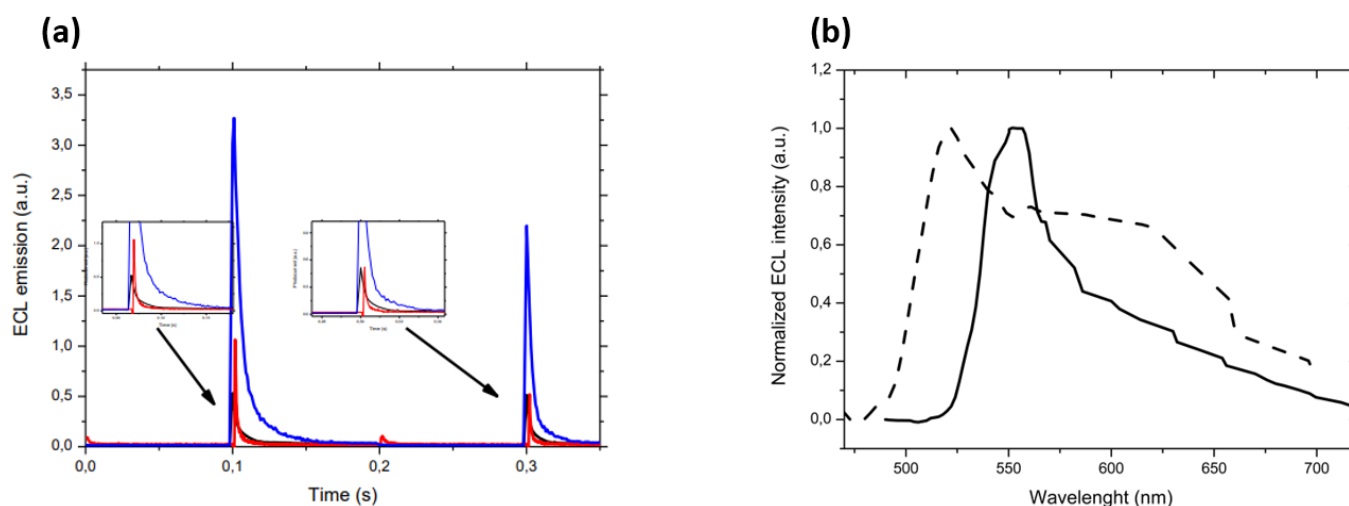 (a)
3,5
3,0
2,5
2,0
1,5
1,0
0,5
0,0
ECL emission (a.u.)
0,0 0,1 0,2 0,3
Time (s)
Time (s)
Time (s)
(b)
1,2
1,0
0,8
0,6
0,4
0,2
0,0
Normalized ECL intensity (a.u.)
500 550 600 650 700
Wavelenght (nm)